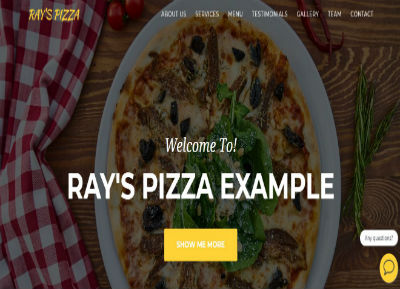 RAY'S PIZZA
ABOUT US SERVICES MENU TESTIMONIALS GALLERY TEAM CONTACT
Welcome To!
RAY'S PIZZA EXAMPLE
SHOW ME MORE
Any questions?